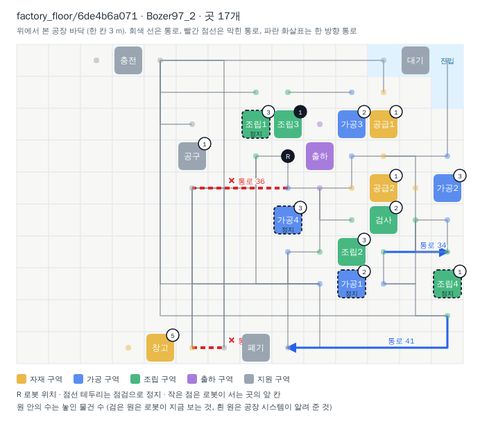 factory_floor/6de4b6a071 · Bozer97_2 · 곳 17개
위에서 본 공장 바닥 (한 칸 3 m). 회색 선은 통로, 빨간 점선은 막힌 통로, 파란 화살표는 한 방향 통로
충전
대기
조립1 3
정지
조립3 1
가공3 2
공급1 1
공구 1
R
출하
✖ 통로 36
공급2 1
가공2 3
가공4 3
정지
검사 2
조립2 3
통로 34
가공1 2
정지
조립4 1
정지
창고 5
✖
폐기
통로 41
자재 구역
가공 구역
조립 구역
출하 구역
지원 구역
R 로봇 위치 · 점선 테두리는 점검으로 정지 · 작은 점은 로봇이 서는 곳의 앞 칸
원 안의 수는 놓인 물건 수 (검은 원은 로봇이 지금 보는 것, 흰 원은 공장 시스템이 알려 준 것)